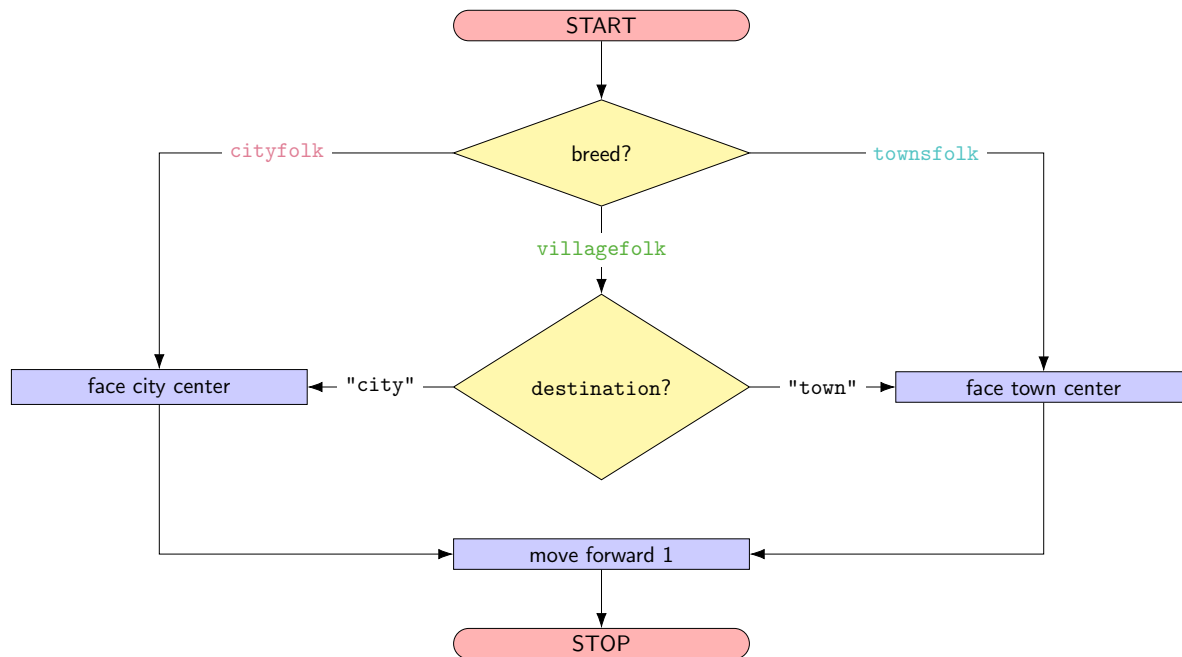 START
breed?
cityfolk
townsfolk
villagefolk
face city center
"city"
destination?
"town"
face town center
move forward 1
STOP